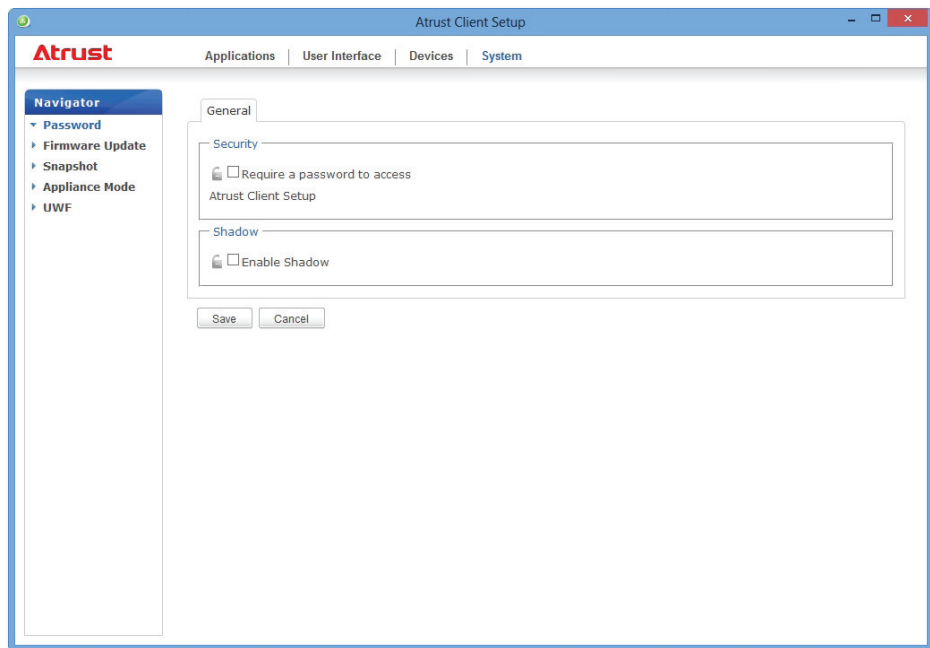 Atrust Client Setup
Atrust
Applications
User Interface
Devices
System
Navigator
Password
Firmware Update
Snapshot
Appliance Mode
UWF
General
Security
Require a password to access
Atrust Client Setup
Shadow
Enable Shadow
Save
Cancel